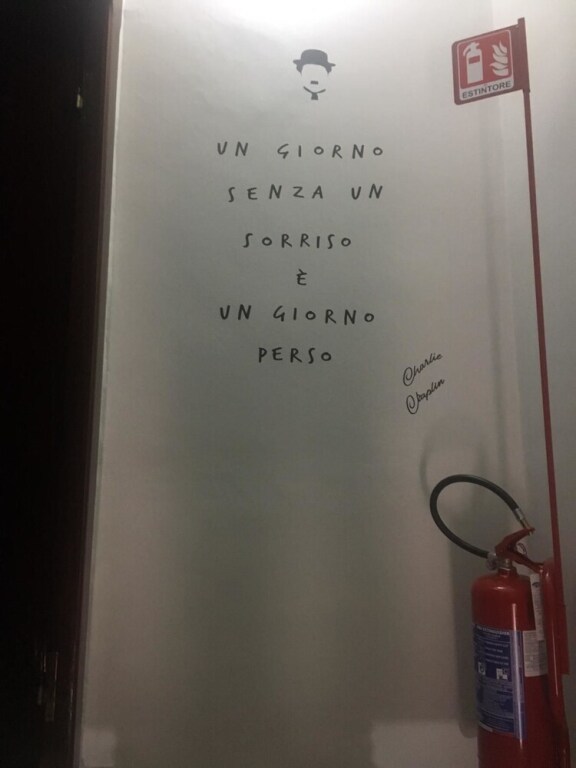 ESTINTORE
UN GIORNO
SENZA UN
SORRISO
È
UN GIORNO
PERSO
Charlie
Chaplin